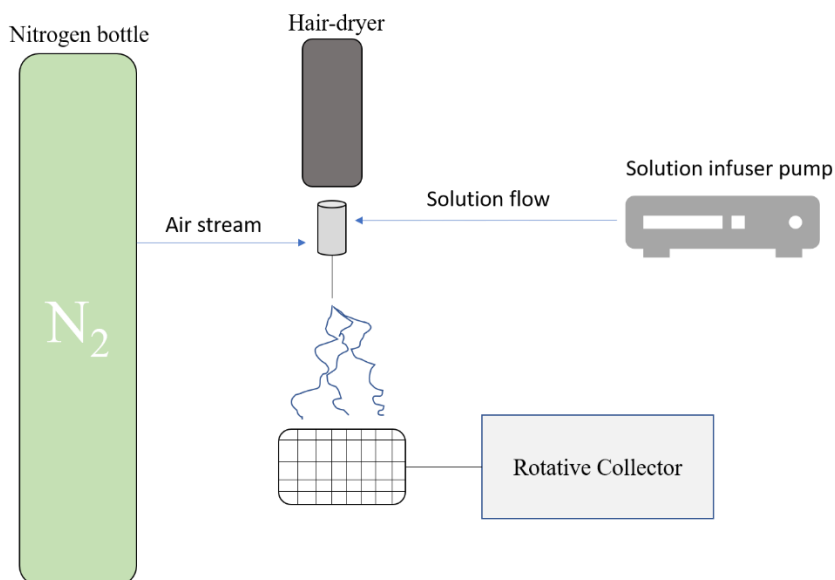 Nitrogen bottle
Hair-dryer
Solution infuser pump
Air stream
Solution flow
N₂
Rotative Collector